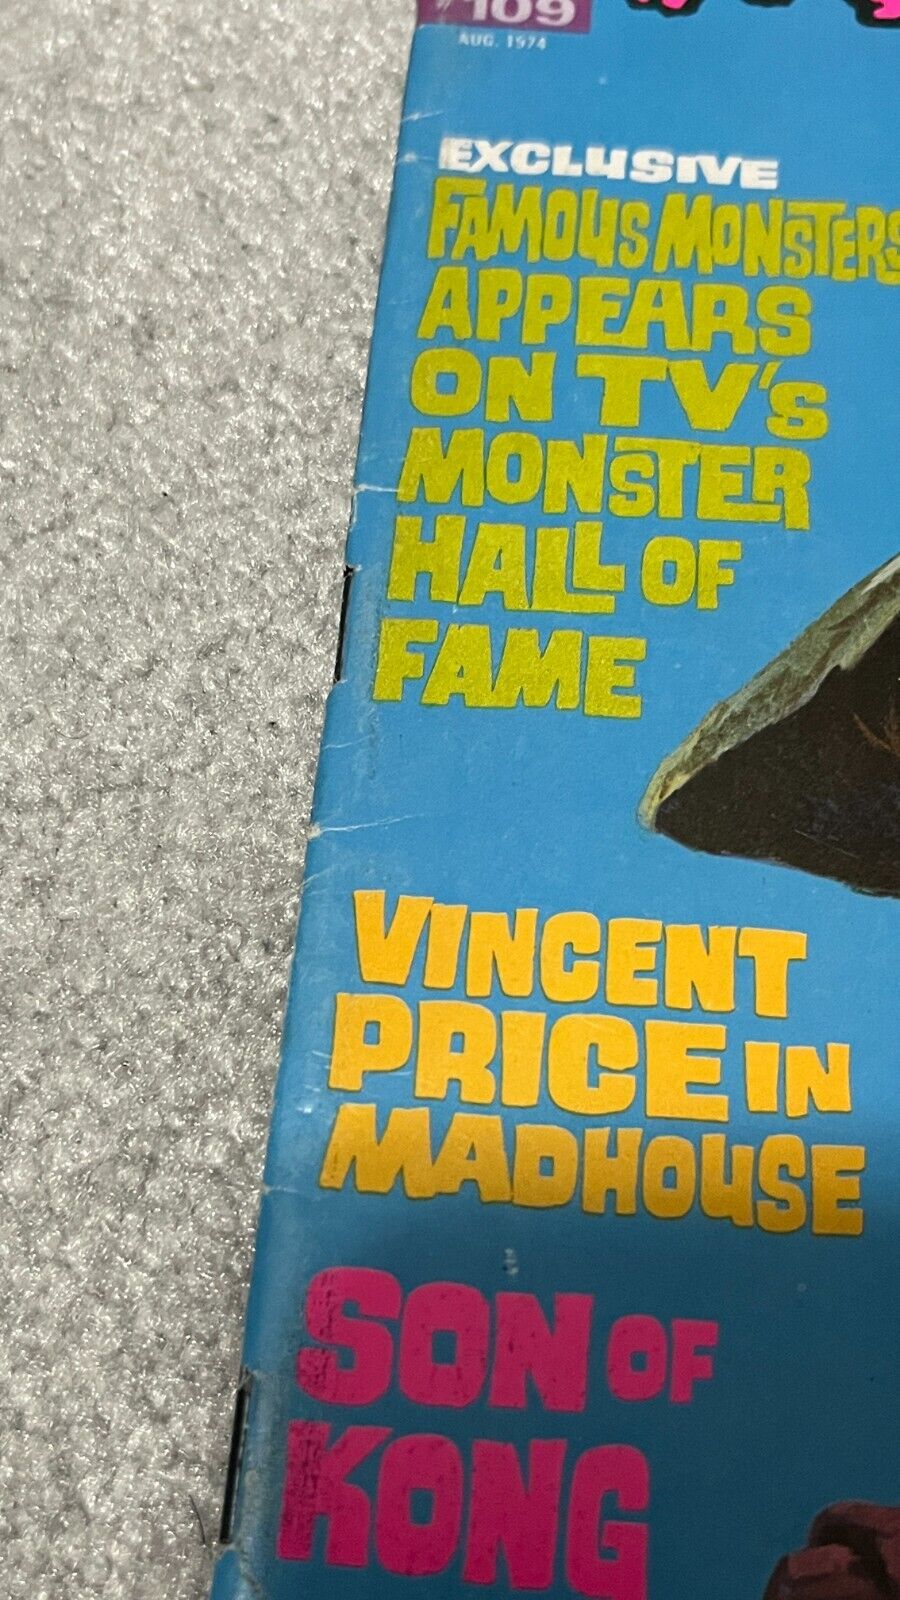 #109
AUG. 1974
EXCLUSIVE
FAMOUS MONSTERS
APPEARS
ON TV'S
MONSTER
HALL OF
FAME
VINCENT
PRICE IN
MADHOUSE
SON OF
KONG